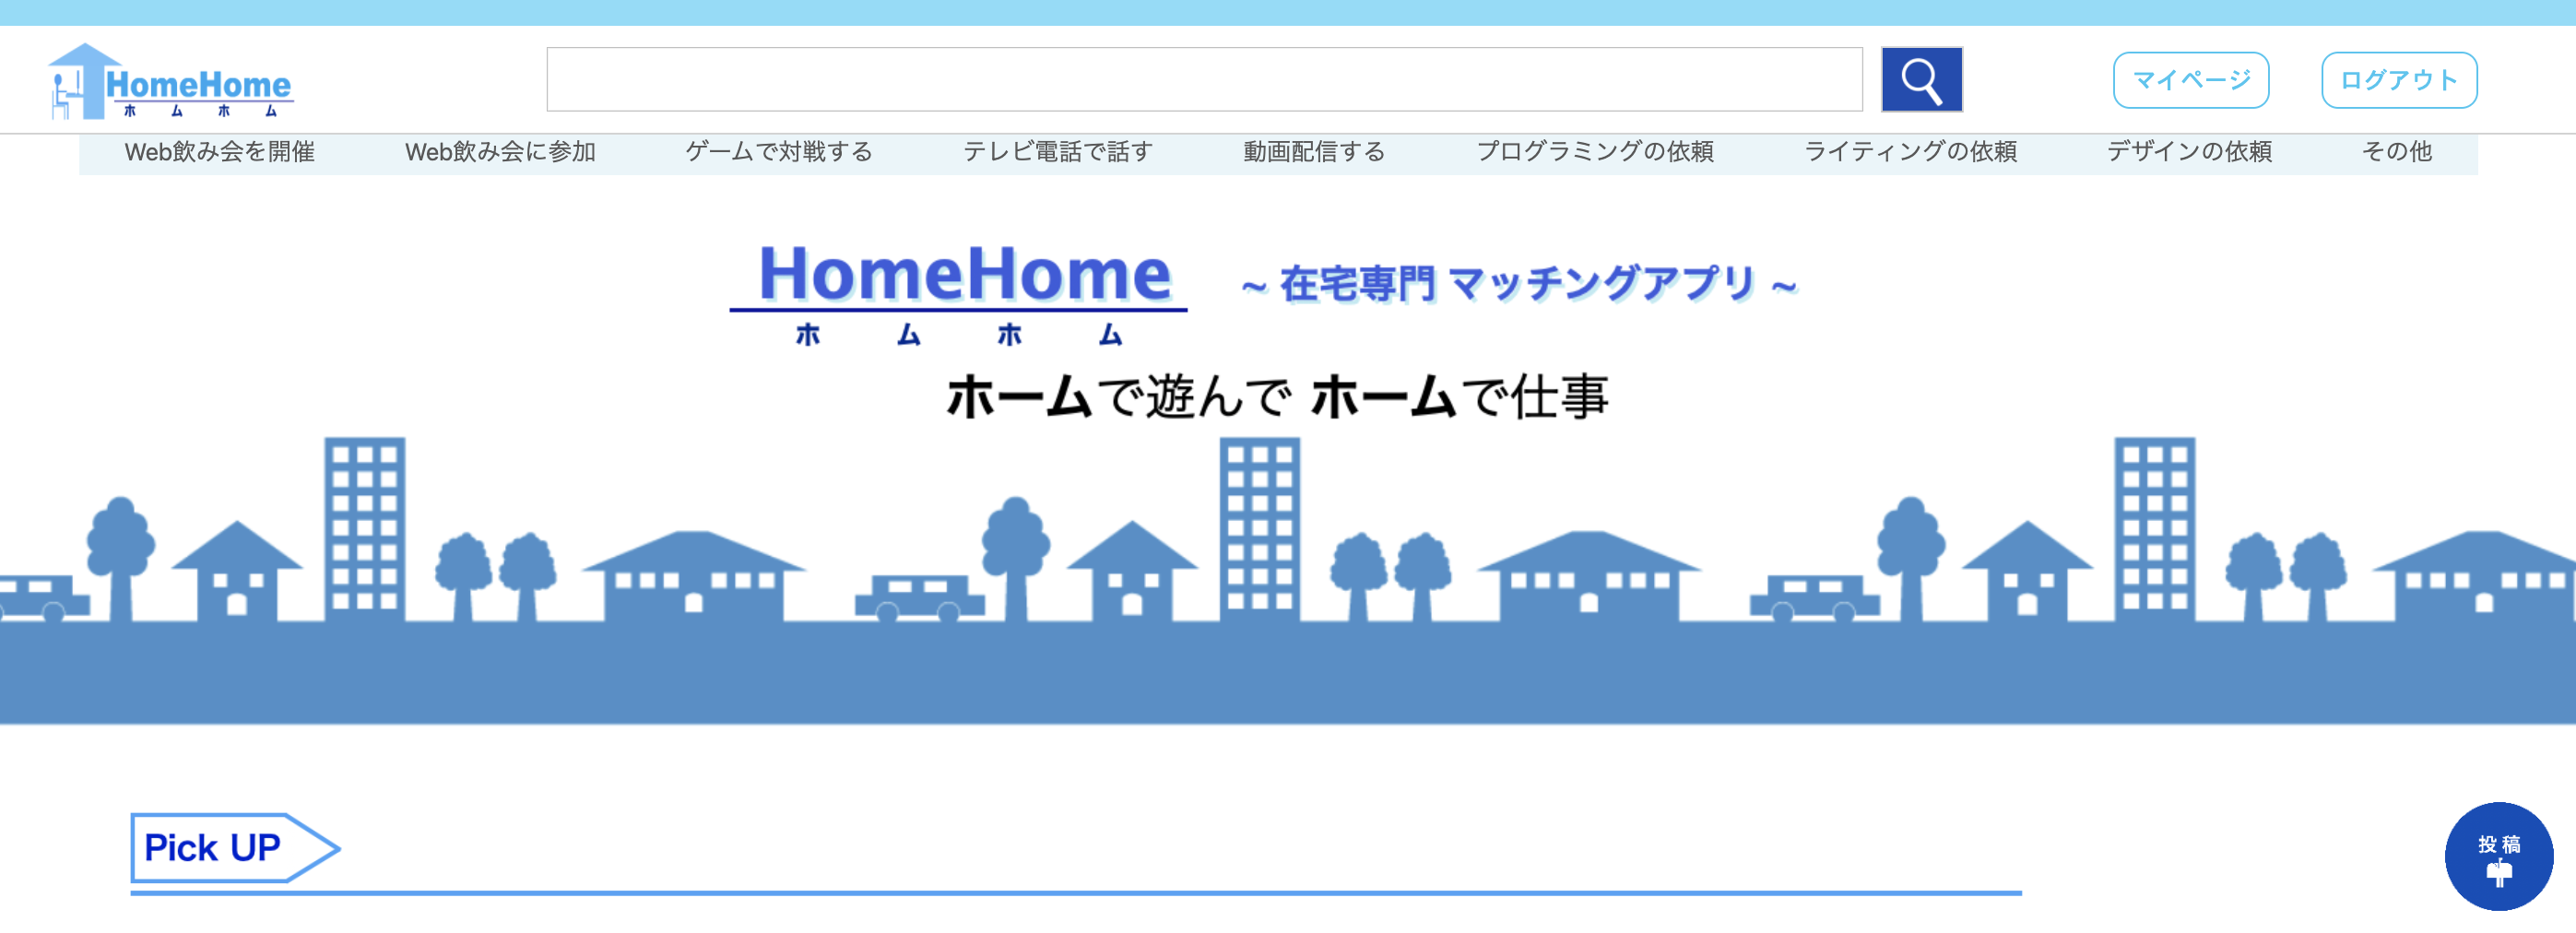 HomeHome
ホムホム
マイページ
ログアウト
Web飲み会を開催 Web飲み会に参加 ゲームで対戦する テレビ電話で話す 動画配信する プログラミングの依頼 ライティングの依頼 デザインの依頼 その他
HomeHome ~ 在宅専門 マッチングアプリ ~
ホムホム
ホームで遊んで ホームで仕事
Pick UP
投稿